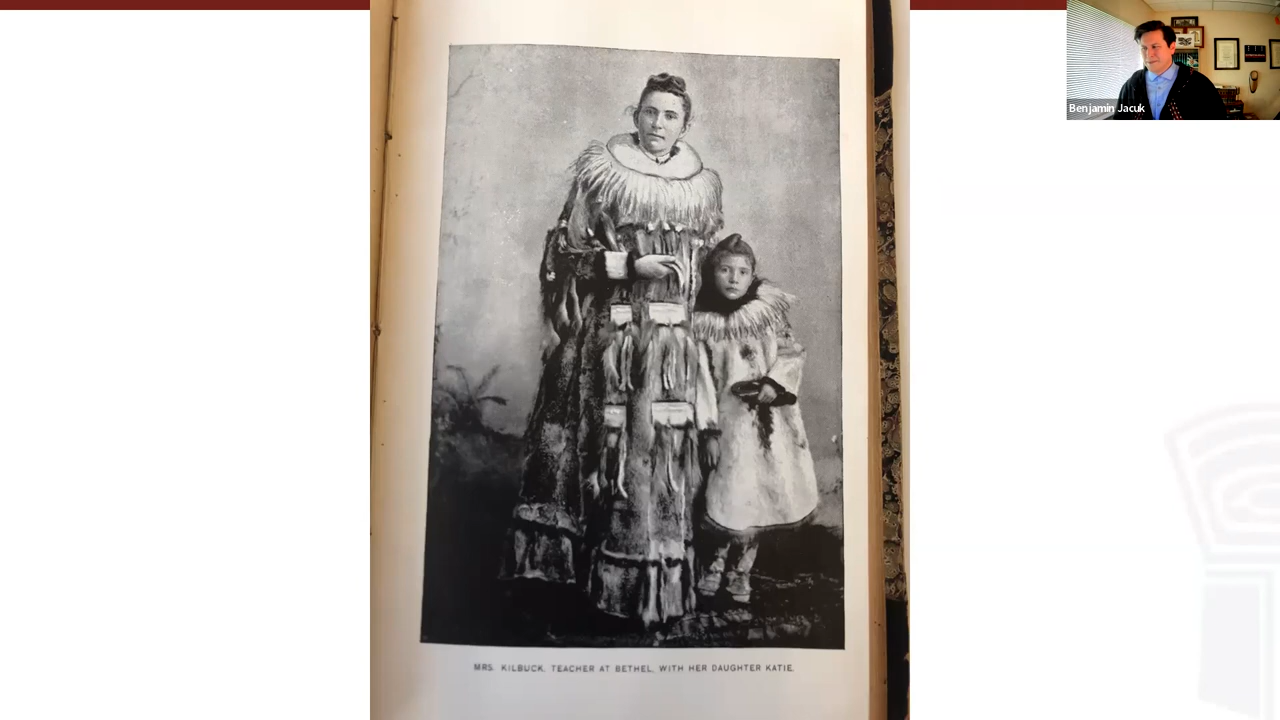 Benjamin Jacuk
MRS. KILBUCK, TEACHER AT BETHEL, WITH HER DAUGHTER KATIE.